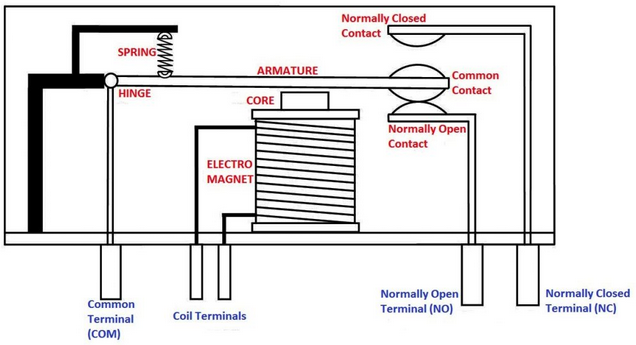 Normally Closed
Contact
SPRING
ARMATURE
Common
Contact
HINGE
CORE
Normally Open
Contact
ELECTRO
MAGNET
Common
Terminal
(COM)
Coil Terminals
Normally Open
Terminal (NO)
Normally Closed
Terminal (NC)